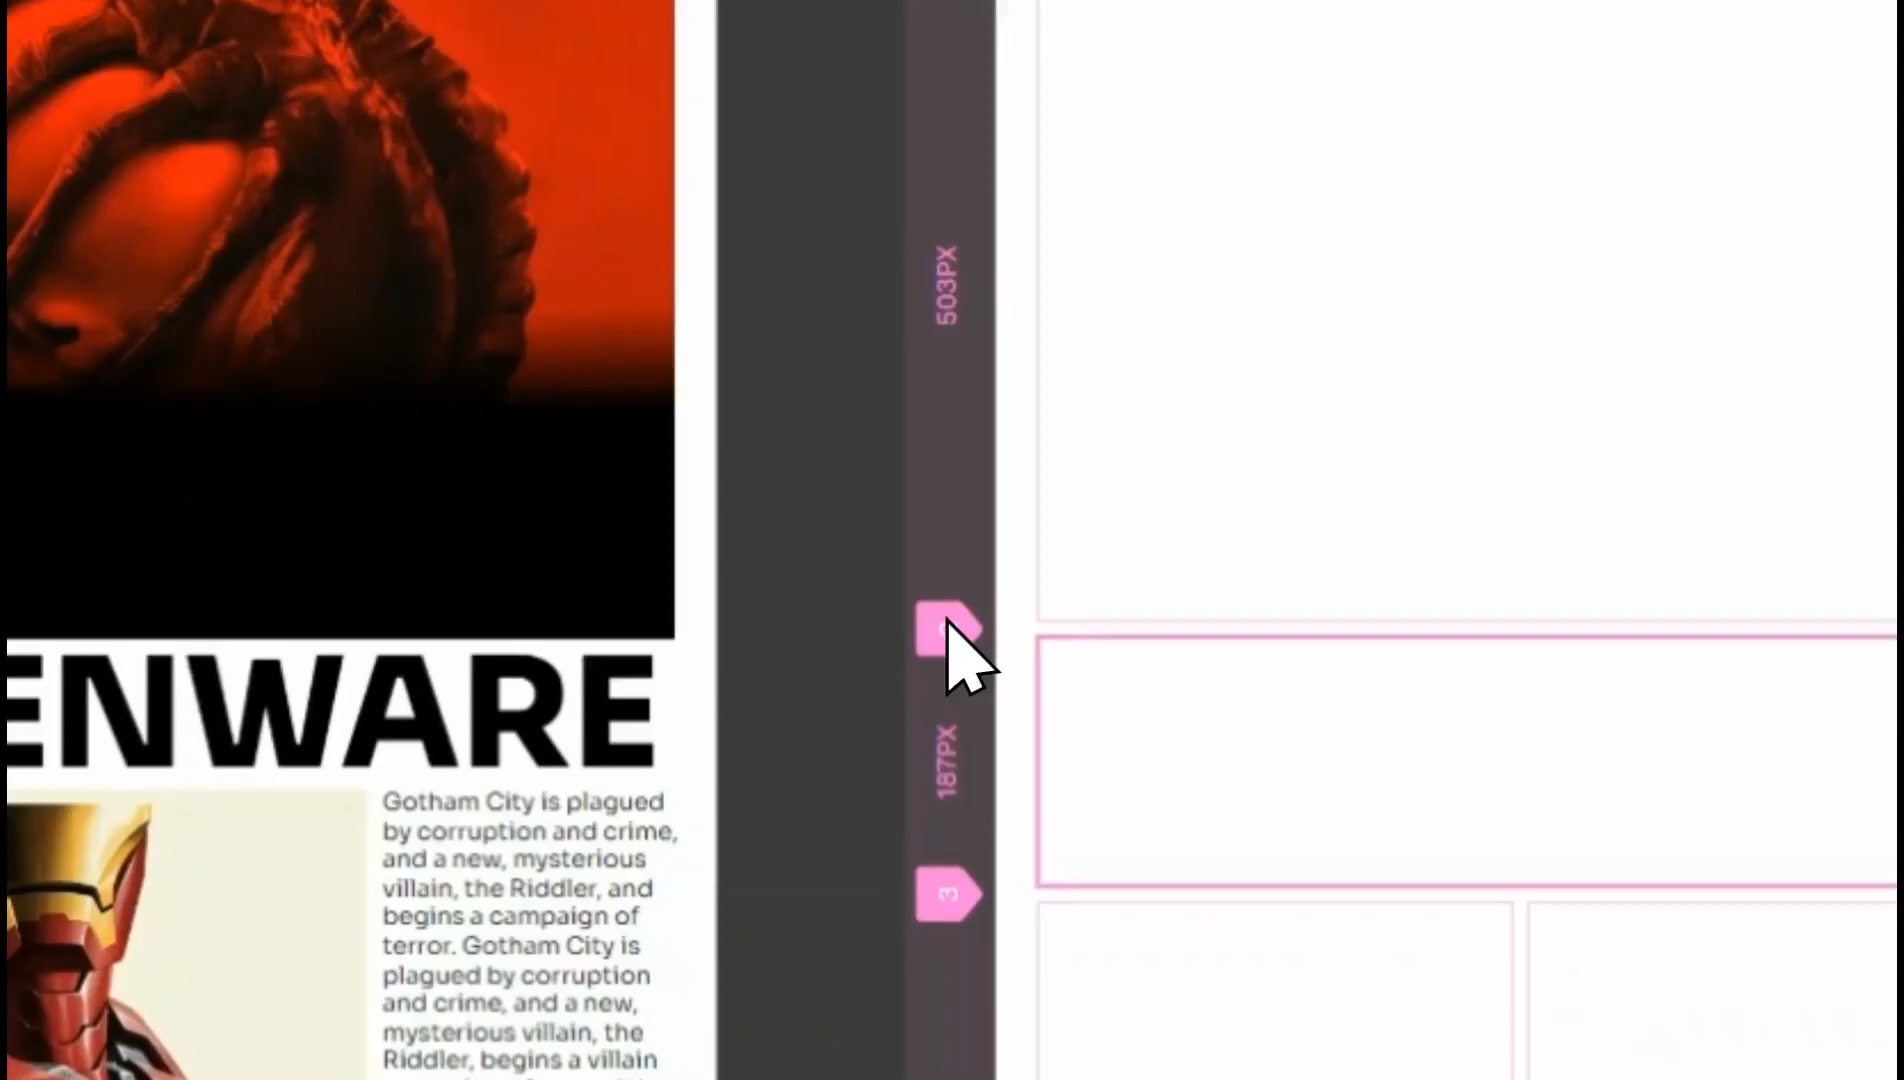 ENWARE
Gotham City is plagued
by corruption and crime,
and a new, mysterious
villain, the Riddler, and
begins a campaign of
terror. Gotham City is
plagued by corruption
and crime, and a new,
mysterious villain, the
Riddler, begins a villain
503PX
187PX
3